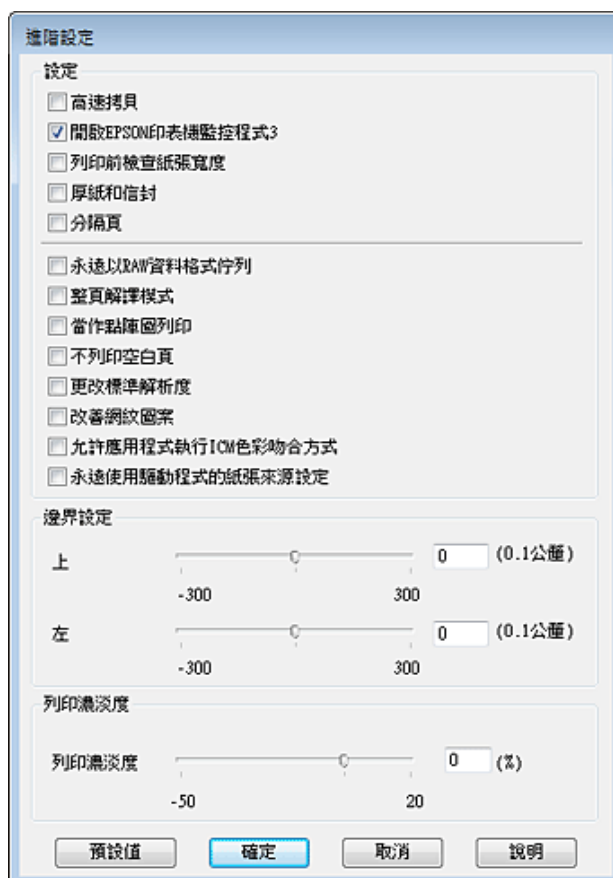 進階設定
設定
高速拷貝
開啟EPSON印表機監控程式3
列印前檢查紙張寬度
厚紙和信封
分隔頁
永遠以RAW資料格式佇列
整頁解譯模式
當作點陣圖列印
不列印空白頁
更改標準解析度
改善網紋圖案
允許應用程式執行ICM色彩吻合方式
永遠使用驅動程式的紙張來源設定
邊界設定
上 0 (0.1公釐)
-300 300
左 0 (0.1公釐)
-300 300
列印濃淡度
列印濃淡度 0 (%)
-50 20
預設值 確定 取消 說明